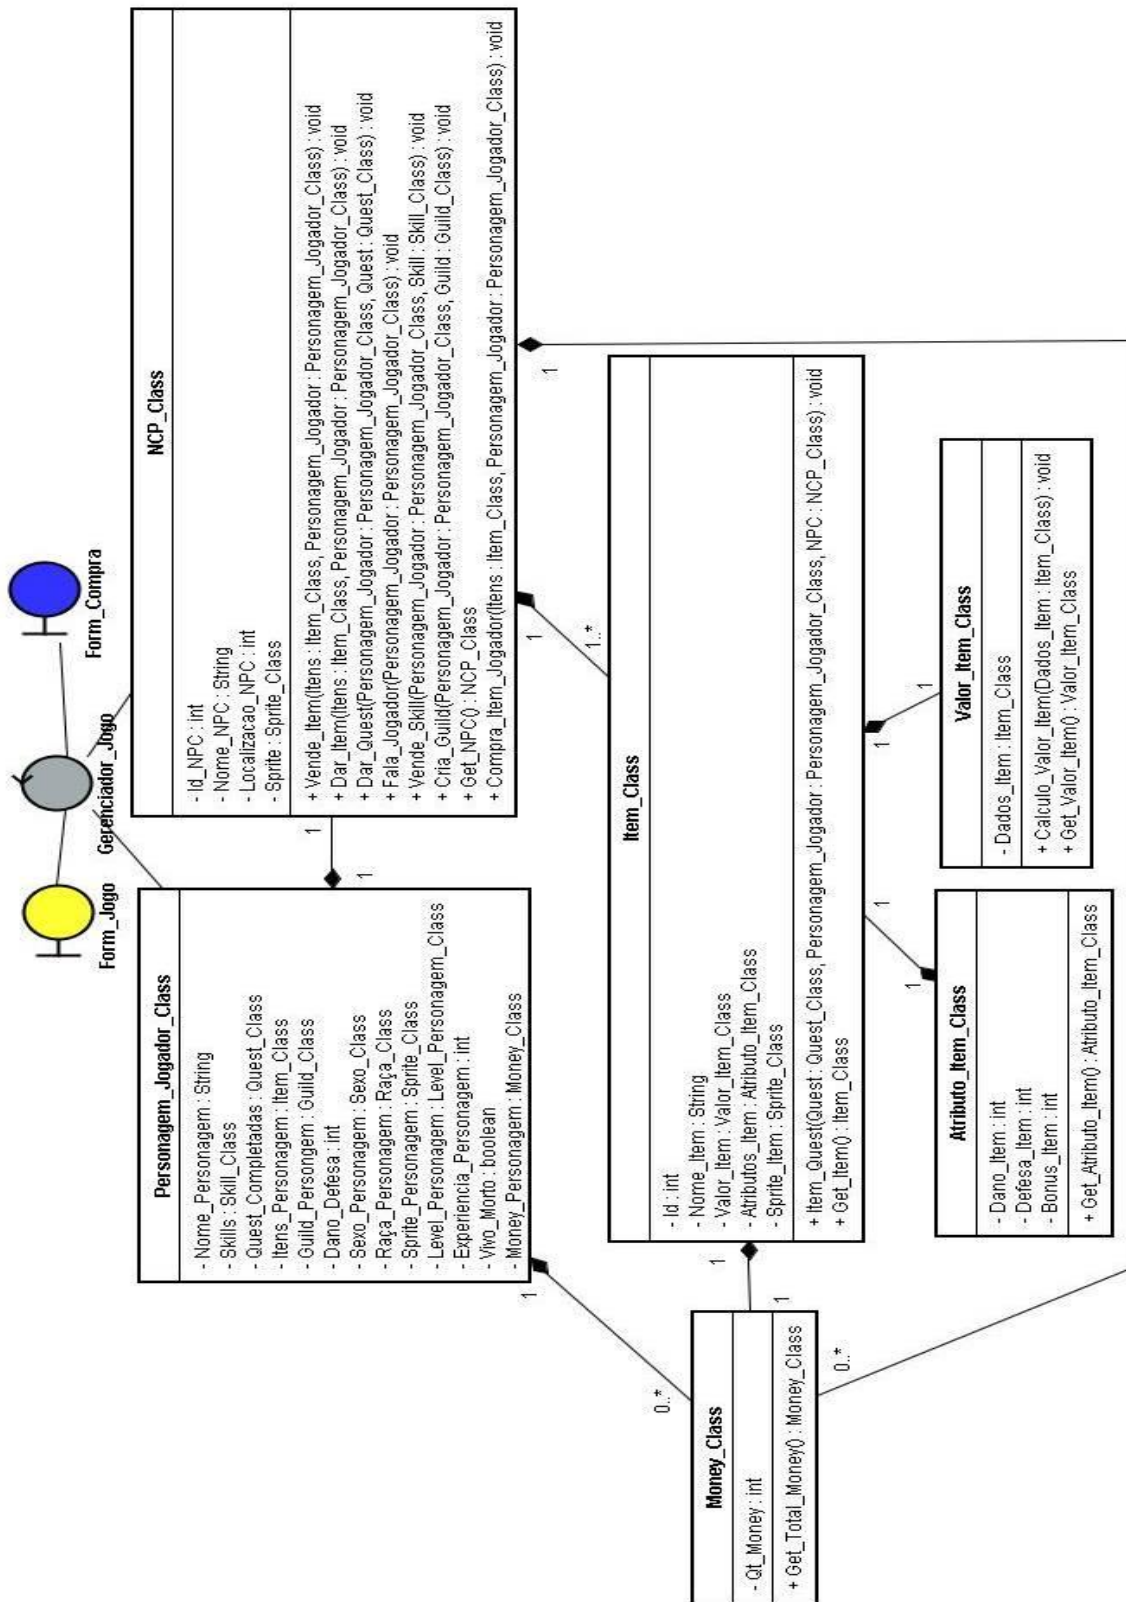 Form_Jogo
Gerenciador_Jogo
Form_Compra
Personagem_Jogador_Class
- Nome_Personagem : String
- Skills : Skill_Class
- Quest_Completadas : Quest_Class
- Itens_Personagem : Item_Class
- Guild_Persongem : Guild_Class
- Dano_Defesa : int
- Sexo_Personagem : Sexo_Class
- Raça_Personagem : Raça_Class
- Sprite_Personagem : Sprite_Class
- Level_Personagem : Level_Personagem_Class
- Experiencia_Personagem : int
- Vivo_Morto : boolean
- Money_Personagem : Money_Class
1
1
NCP_Class
- Id_NPC : int
- Nome_NPC : String
- Localizacao_NPC : int
- Sprite : Sprite_Class
+ Vende_Item(Itens : Item_Class, Personagem_Jogador : Personagem_Jogador_Class) : void
+ Dar_Item(Itens : Item_Class, Personagem_Jogador : Personagem_Jogador_Class) : void
+ Dar_Quest(Personagem_Jogador : Personagem_Jogador_Class, Quest : Quest_Class) : void
+ Fala_Jogador(Personagem_Jogador : Personagem_Jogador_Class) : void
+ Vende_Skill(Personagem_Jogador : Personagem_Jogador_Class, Skill : Skill_Class) : void
+ Cria_Guild(Personagem_Jogador : Personagem_Jogador_Class, Guild : Guild_Class) : void
+ Get_NPC() : NCP_Class
+ Compra_Item_Jogador(Itens : Item_Class, Personagem_Jogador : Personagem_Jogador_Class) : void
1
1
1
0..*
1..*
Money_Class
- Qt_Money : int
+ Get_Total_Money() : Money_Class
1
1
0..*
Item_Class
- Id : int
- Nome_Item : String
- Valor_Item : Valor_Item_Class
- Atributos_Item : Atributo_Item_Class
- Sprite_Item : Sprite_Class
+ Item_Quest(Quest : Quest_Class, Personagem_Jogador : Personagem_Jogador_Class, NPC : NCP_Class) : void
+ Get_Item() : Item_Class
1
1
1
1
Atributo_Item_Class
- Dano_Item : int
- Defesa_Item : int
- Bonus_Item : int
+ Get_Atributo_Item() : Atributo_Item_Class
Valor_Item_Class
- Dados_Item : Item_Class
+ Calculo_Valor_Item(Dados_Item : Item_Class) : void
+ Get_Valor_Item() : Valor_Item_Class